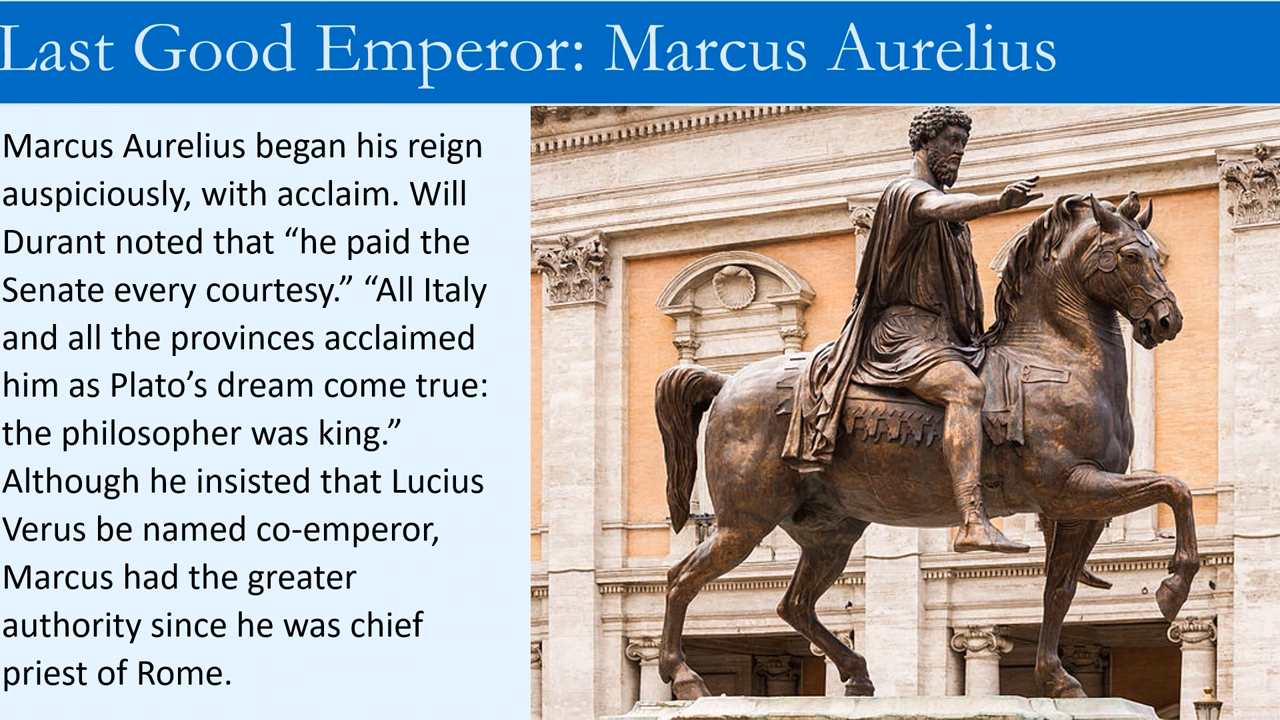 Last Good Emperor: Marcus Aurelius
Marcus Aurelius began his reign
auspiciously, with acclaim. Will
Durant noted that “he paid the
Senate every courtesy.” “All Italy
and all the provinces acclaimed
him as Plato’s dream come true:
the philosopher was king.”
Although he insisted that Lucius
Verus be named co-emperor,
Marcus had the greater
authority since he was chief
priest of Rome.